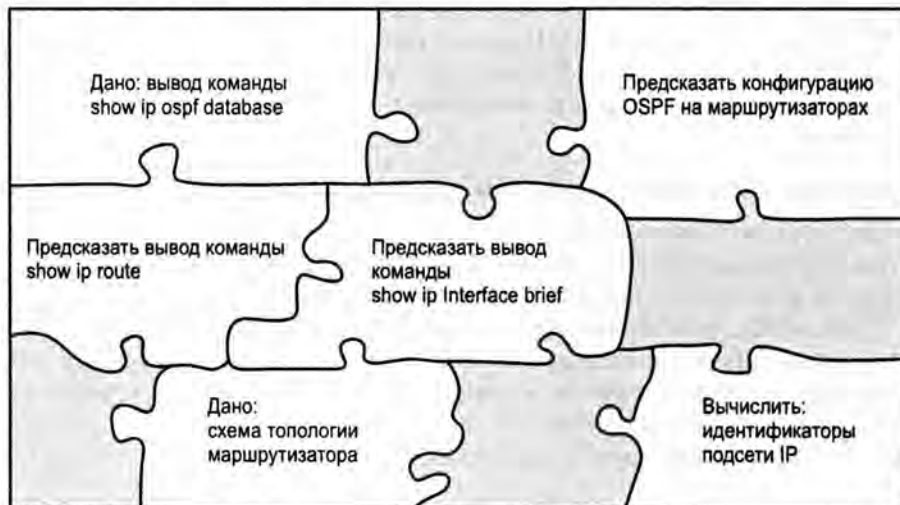 Дано: вывод команды
show ip ospf database
Предсказать конфигурацию
OSPF на маршрутизаторах
Предсказать вывод команды
show ip route
Предсказать вывод
команды
show ip Interface brief
Дано:
схема топологии
маршрутизатора
Вычислить:
идентификаторы
подсети IP